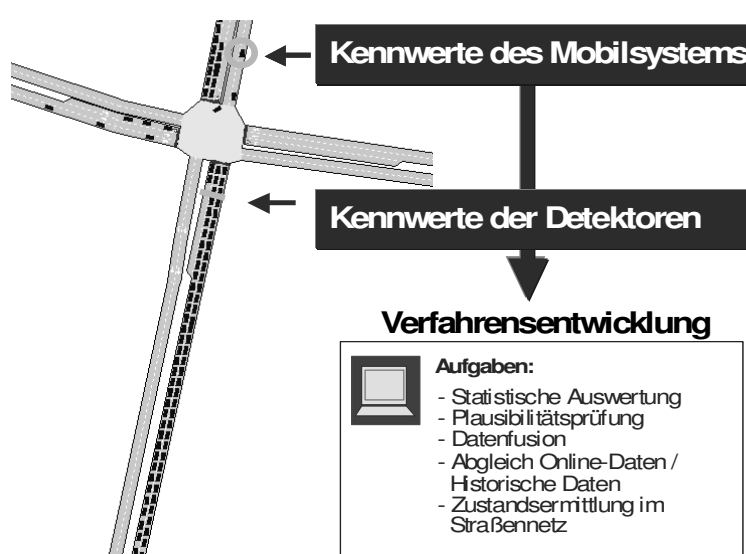 Kennwerte des Mobilsystems
Kennwerte der Detektoren
Verfahrensentwicklung
Aufgaben:
- Statistische Auswertung
- Plausibilitätsprüfung
- Datenfusion
- Abgleich Online-Daten /
Historische Daten
- Zustandsermittlung im
Straßennetz